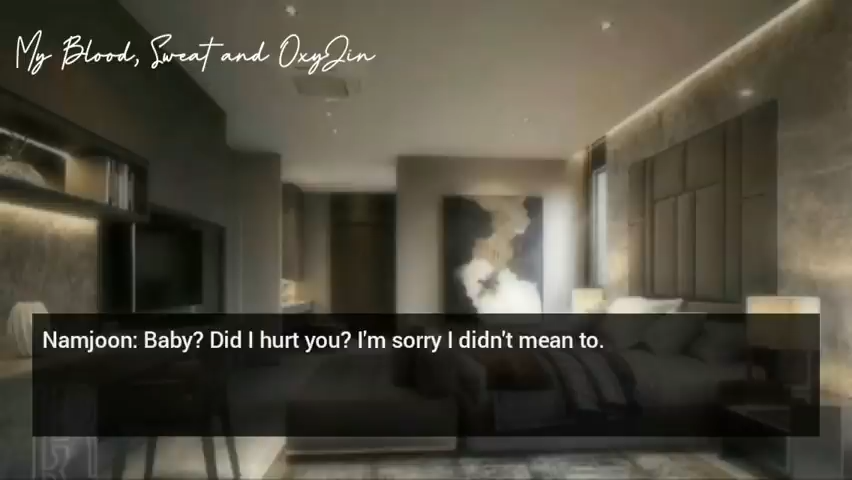 My Blood, Sweat and OxyJin
Namjoon: Baby? Did I hurt you? I'm sorry I didn't mean to.